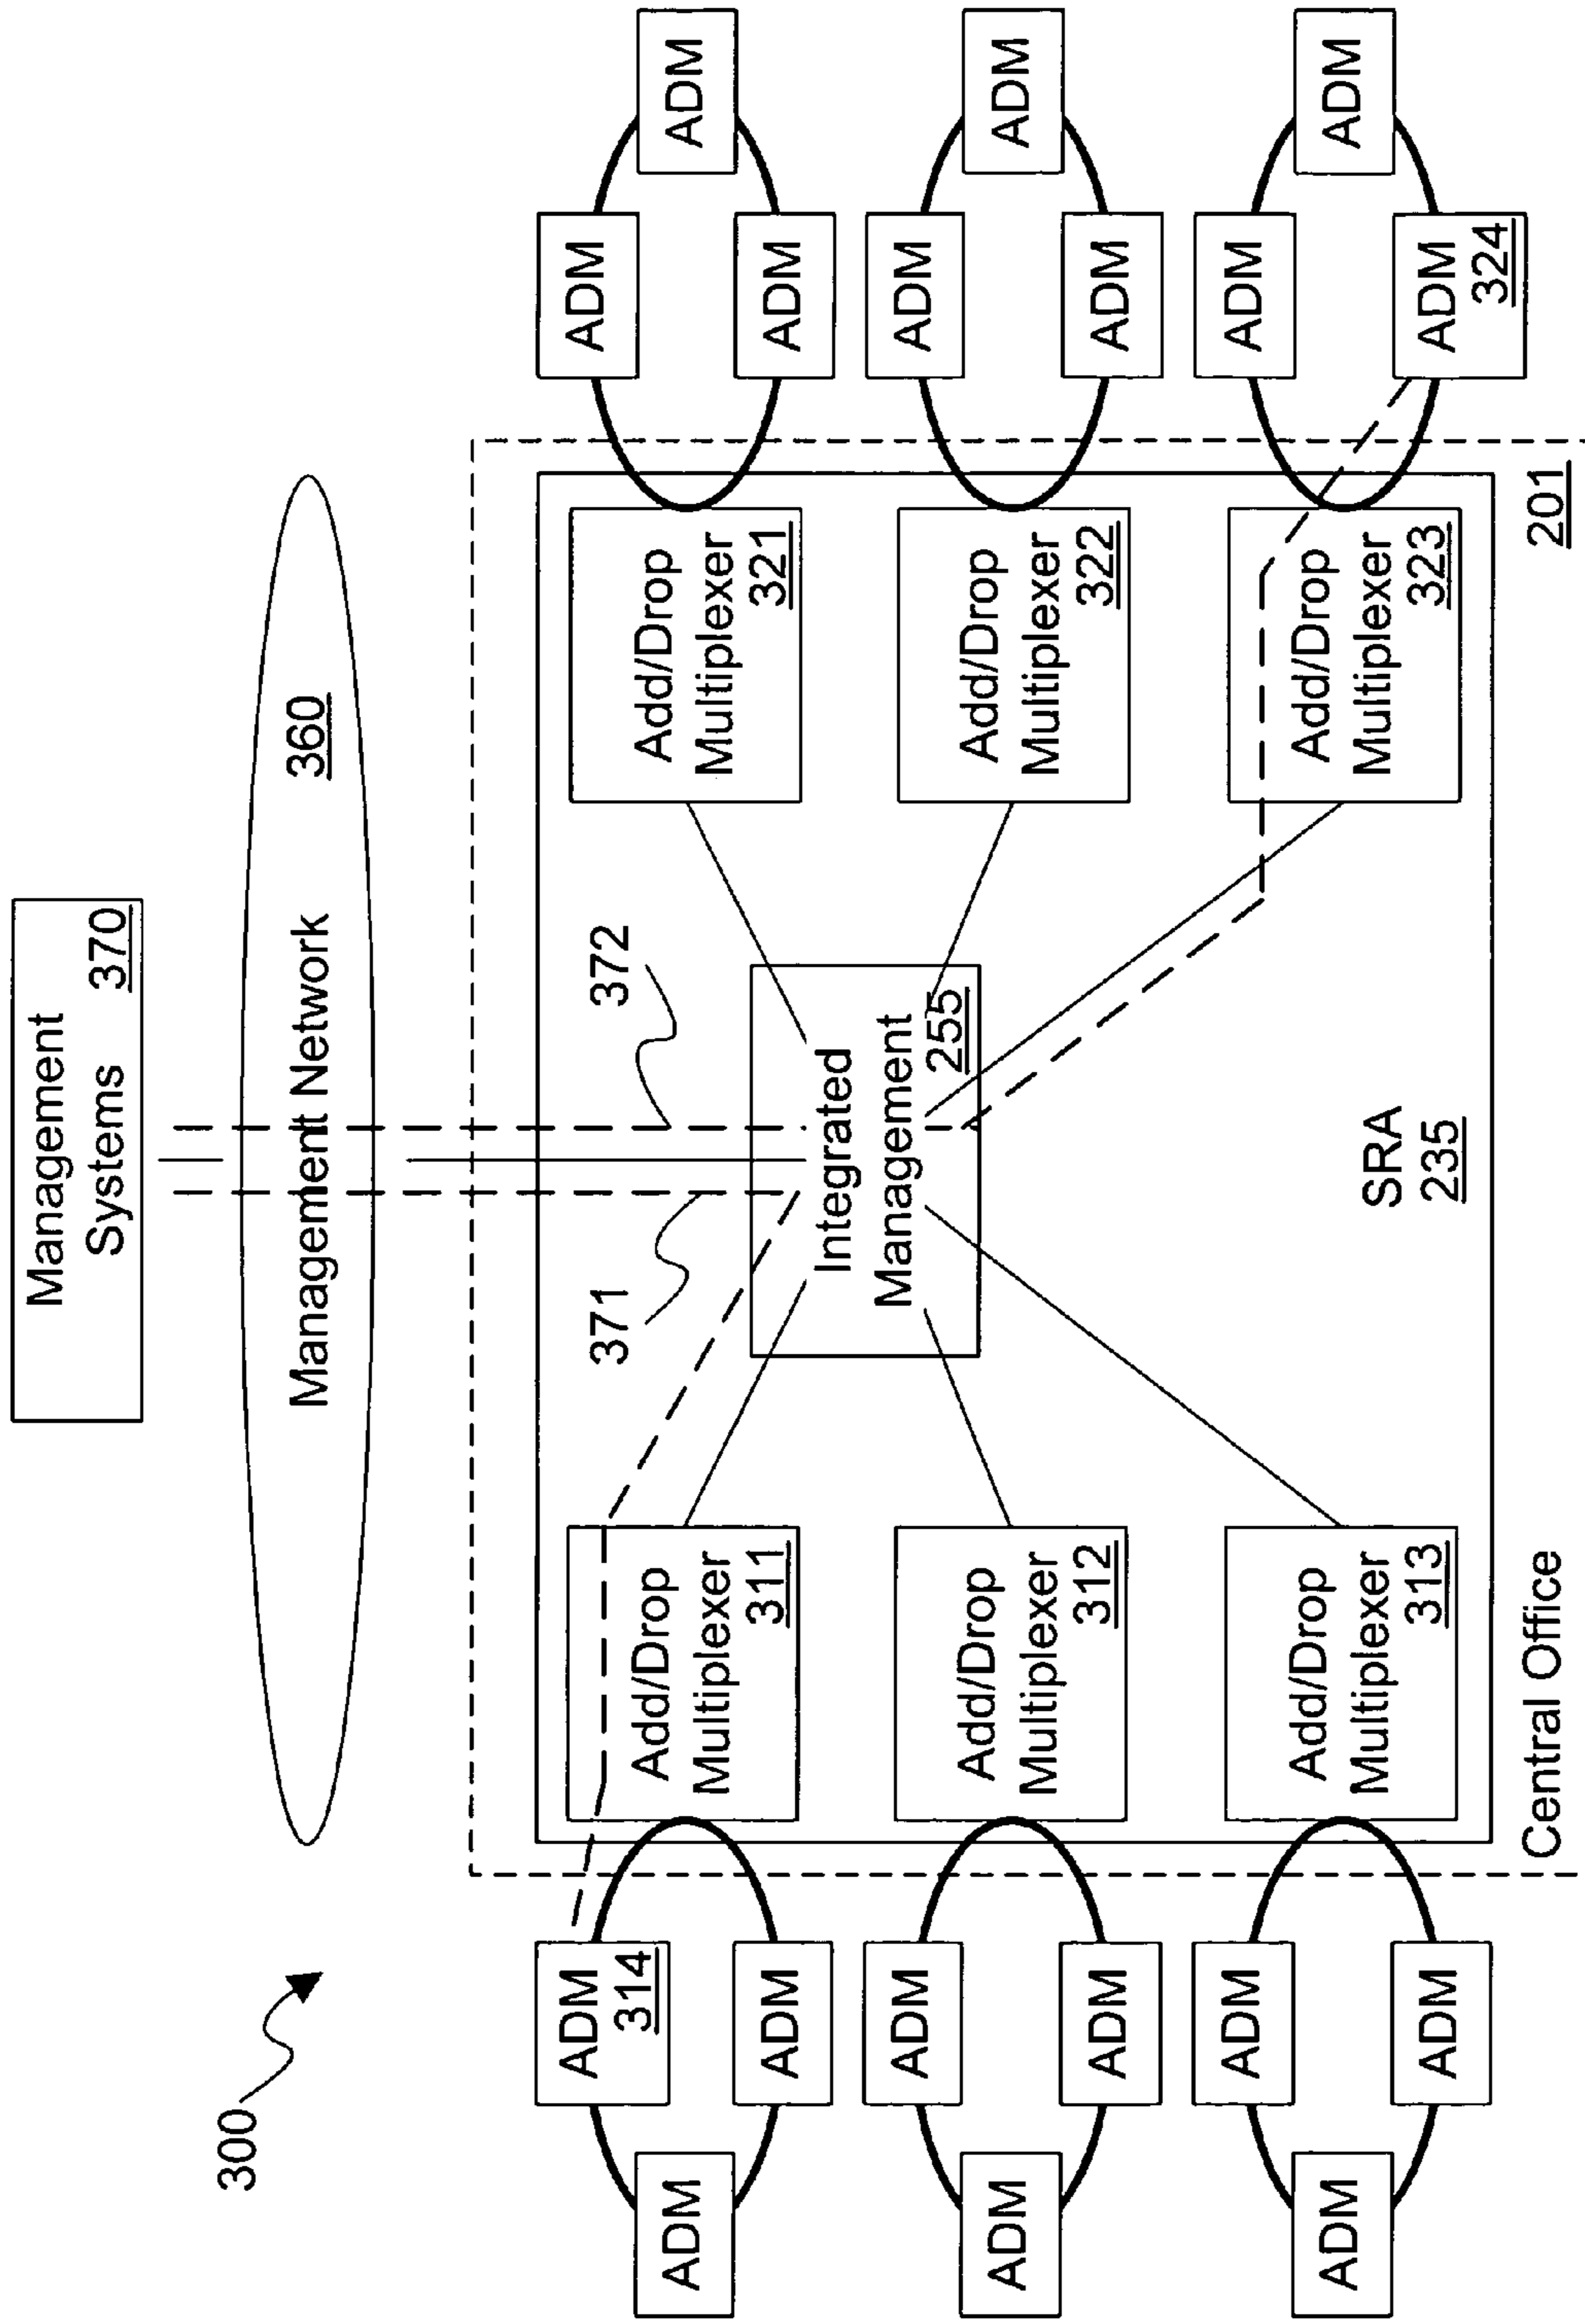 300
Management
Systems 370
Management Network 360
371
372
ADM
314
ADM
ADM
Add/Drop
Multiplexer
311
Integrated
Management
255
Add/Drop
Multiplexer
321
ADM
ADM
ADM
ADM
ADM
ADM
Add/Drop
Multiplexer
312
Add/Drop
Multiplexer
322
ADM
ADM
ADM
ADM
ADM
ADM
Add/Drop
Multiplexer
313
SRA
235
Add/Drop
Multiplexer
323
ADM
ADM
324
ADM
Central Office
201